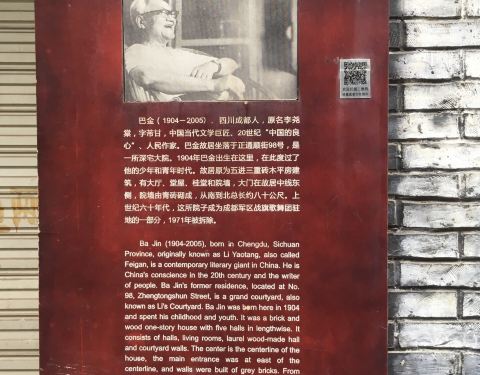 巴金（1904－2005），四川成都人，原名李尧
棠，字芾甘，中国当代文学巨匠、20世纪“中国的良
心”、人民作家。巴金故居坐落于正通顺街98号，是
一所深宅大院。1904年巴金出生在这里，在此度过了
他的少年和青年时代。故居原为五进三重砖木平房建
筑，有大厅、堂屋、桂堂和院墙，大门在故居中线东
侧，院墙由青砖砌成，从南到北总长约八十公尺。上
世纪六十年代，这所院子成为成都军区战旗歌舞团驻
地的一部分，1971年被拆除。
Ba Jin (1904-2005), born in Chengdu, Sichuan
Province, originally known as Li Yaotang, also called
Feigan, is a contemporary literary giant in China. He is
China's conscience in the 20th century and the writer
of people. Ba Jin's former residence, located at No.
98, Zhengtongshun Street, is a grand courtyard, also
known as Li's Courtyard. Ba Jin was born here in 1904
and spent his childhood and youth. It was a brick and
wood one-story house with five halls in lengthwise. It
consists of halls, living rooms, laurel wood-made hall
and courtyard walls. The center is the centerline of the
house, the main entrance was at east of the
centerline, and walls were built of grey bricks. From